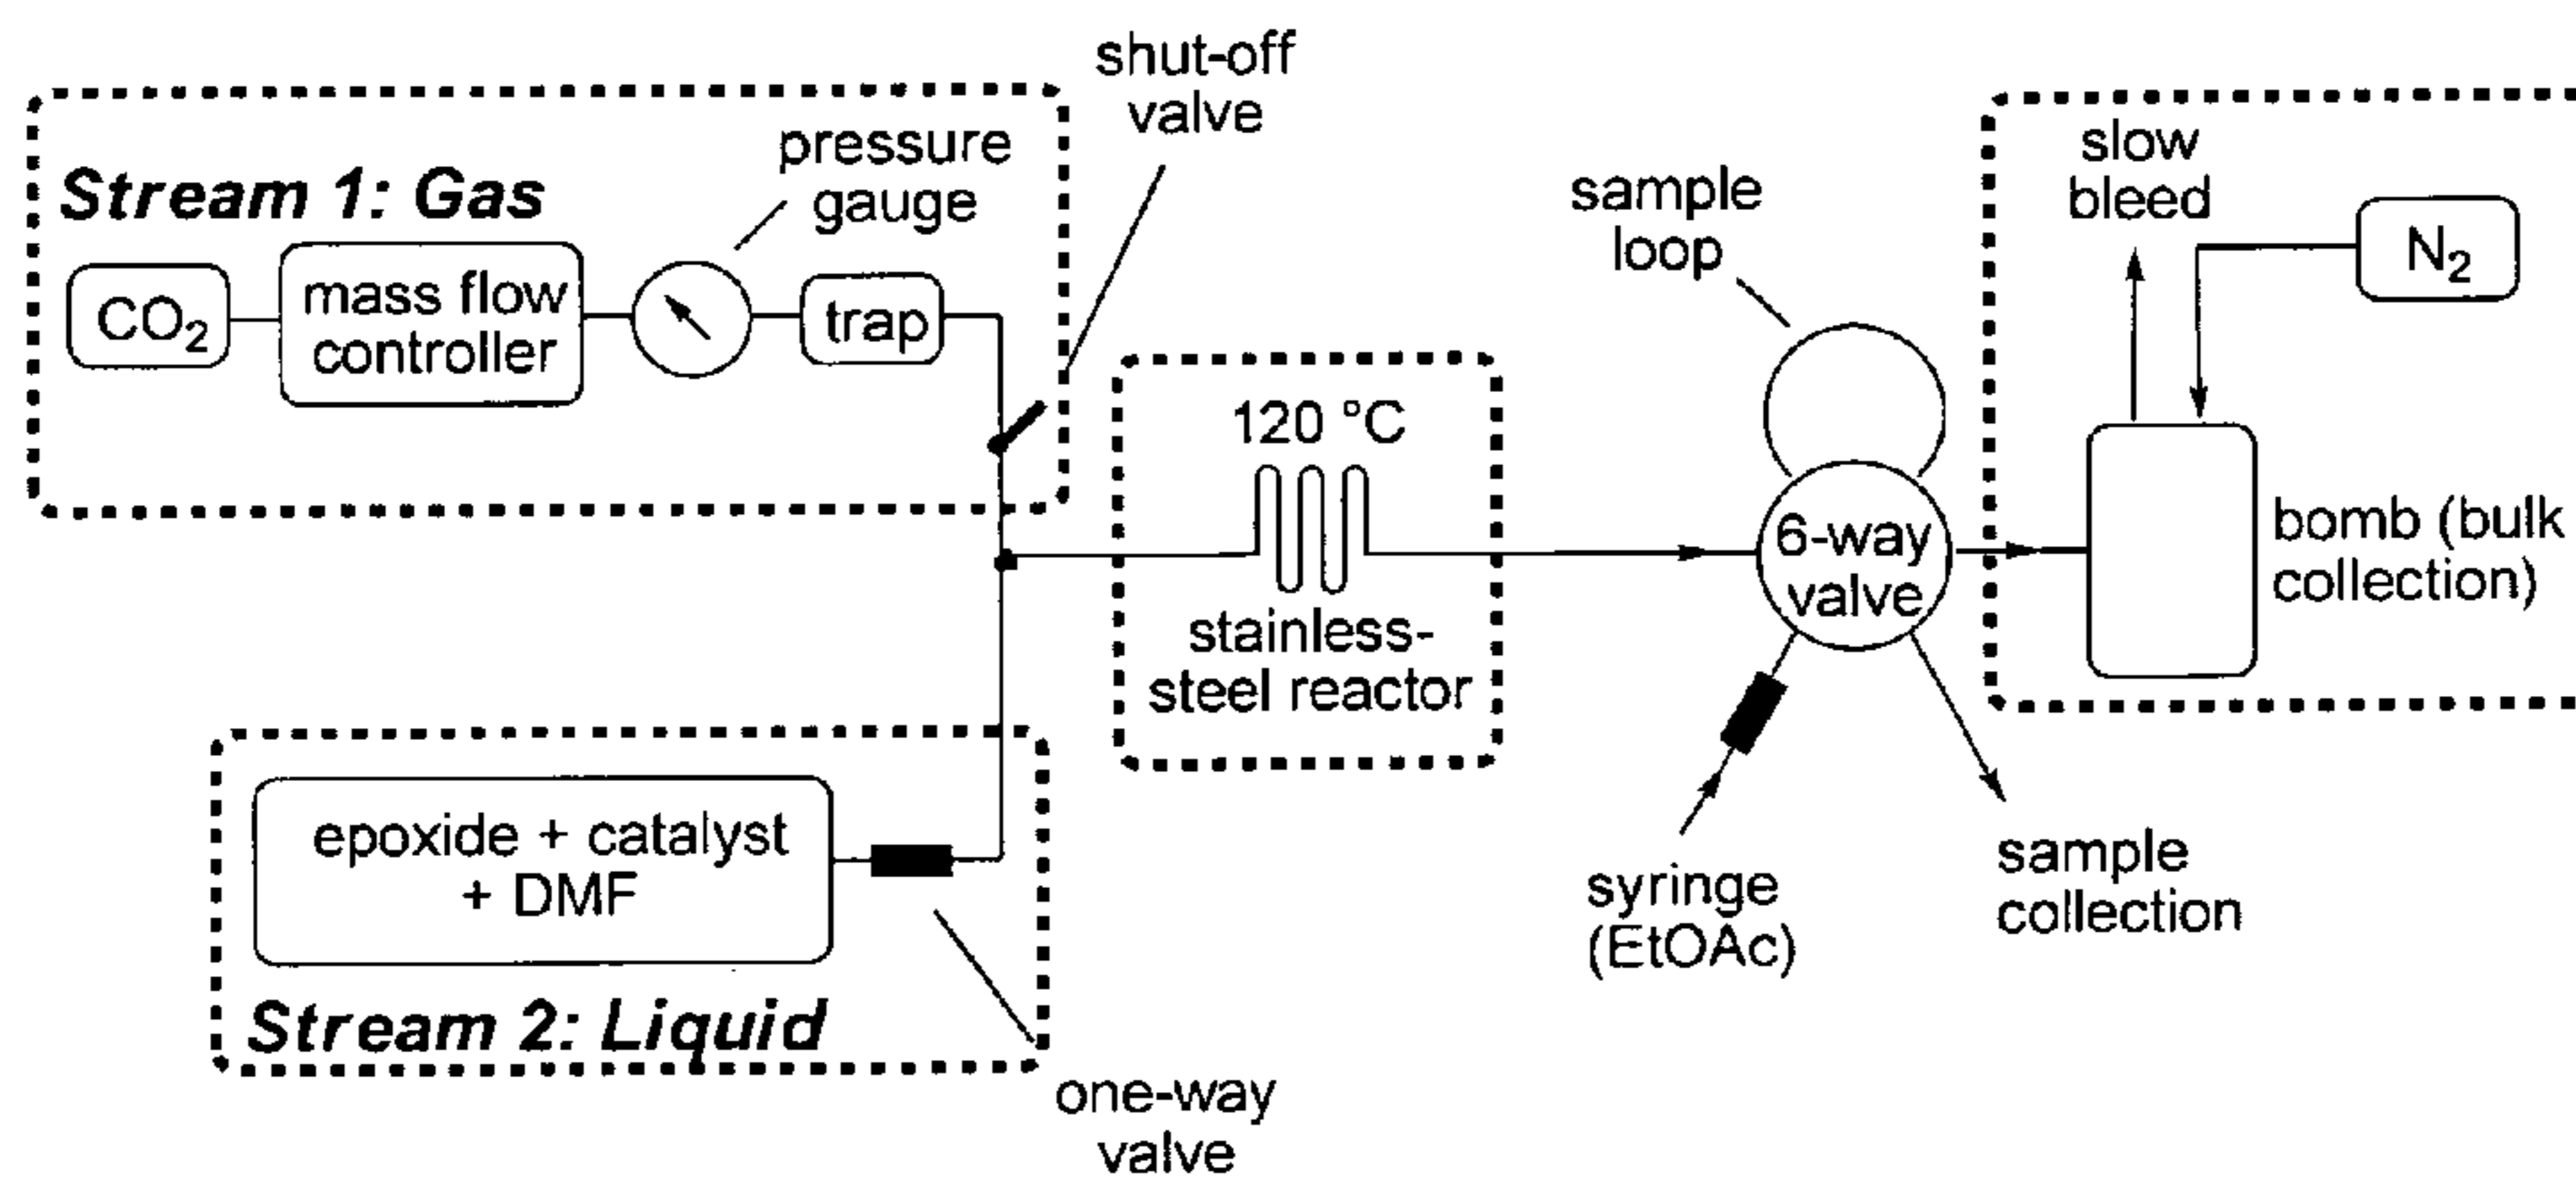 shut-off
valve
pressure
gauge
Stream 1: Gas
CO₂
mass flow
controller
trap
120 °C
stainless-
steel reactor
sample
loop
6-way
valve
slow
bleed
N₂
bomb (bulk
collection)
syringe
(EtOAc)
sample
collection
epoxide + catalyst
+ DMF
Stream 2: Liquid
one-way
valve